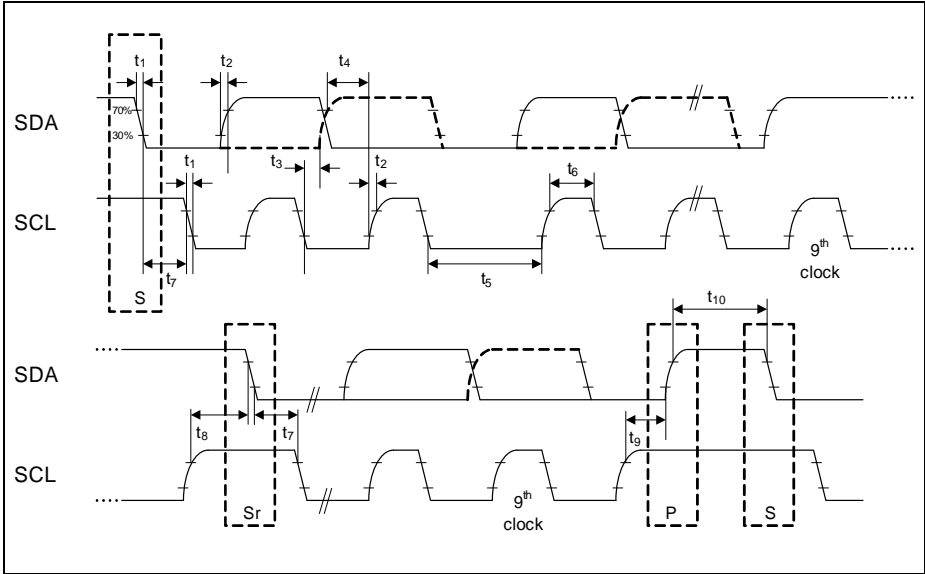 t1 t2 t4
SDA 70%
30%
t1 t3 t2 t6
SCL
t7 t5 9th
clock
S
t10
SDA
t8 t7 t9
SCL
Sr 9th
clock P S